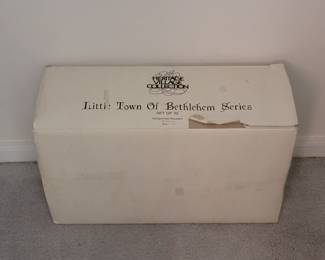 HERITAGE
VILLAGE
COLLECTION
Little Town Of Bethlehem Series